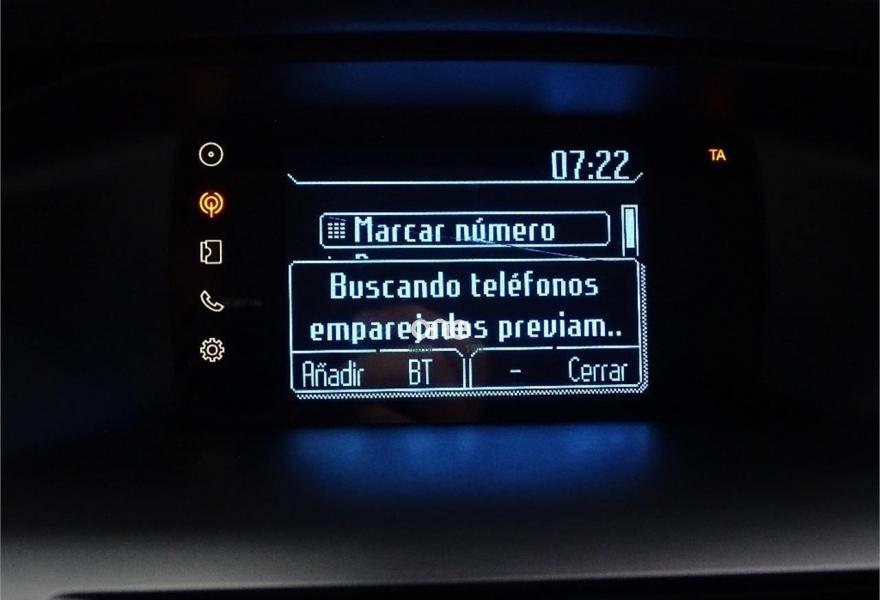 07:22
TA
Marcar número
Buscando teléfonos
emparejados previam..
Añadir BT - Cerrar